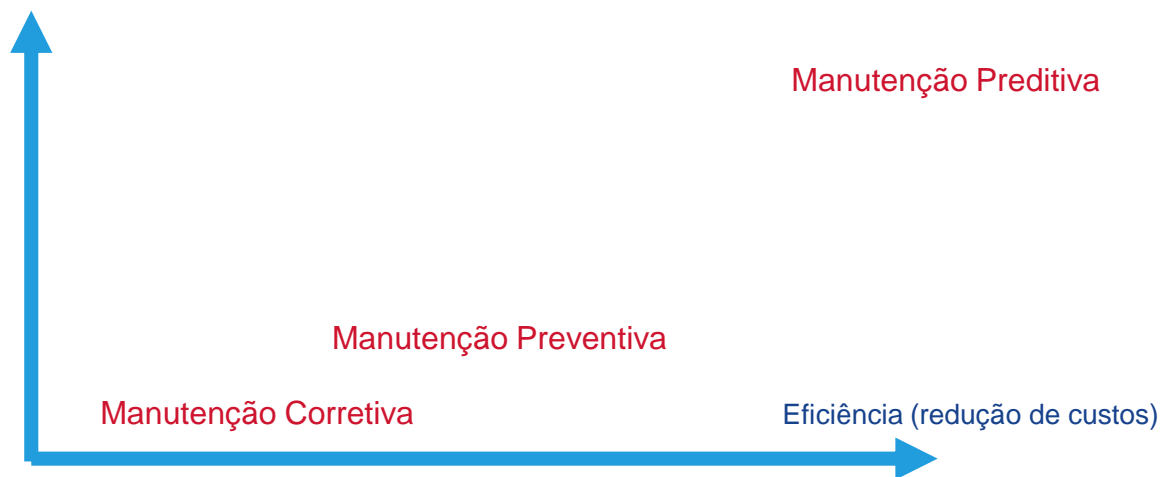 Manutenção Preditiva
Manutenção Preventiva
Manutenção Corretiva
Eficiência (redução de custos)